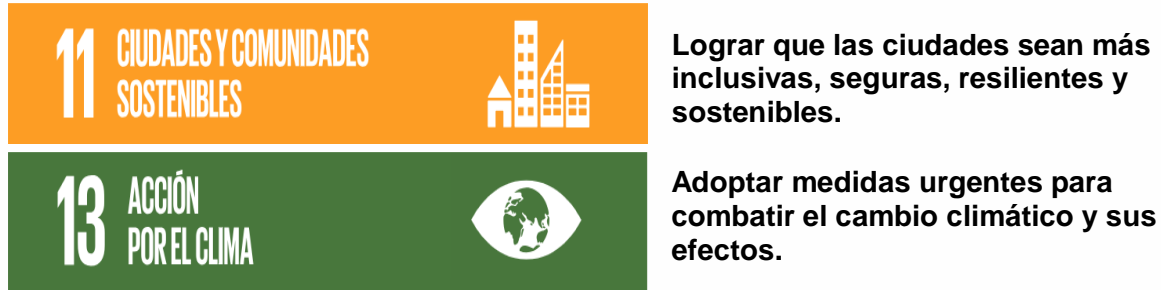 11 CIUDADES Y COMUNIDADES
SOSTENIBLES
Lograr que las ciudades sean más
inclusivas, seguras, resilientes y
sostenibles.
13 ACCIÓN
POR EL CLIMA
Adoptar medidas urgentes para
combatir el cambio climático y sus
efectos.